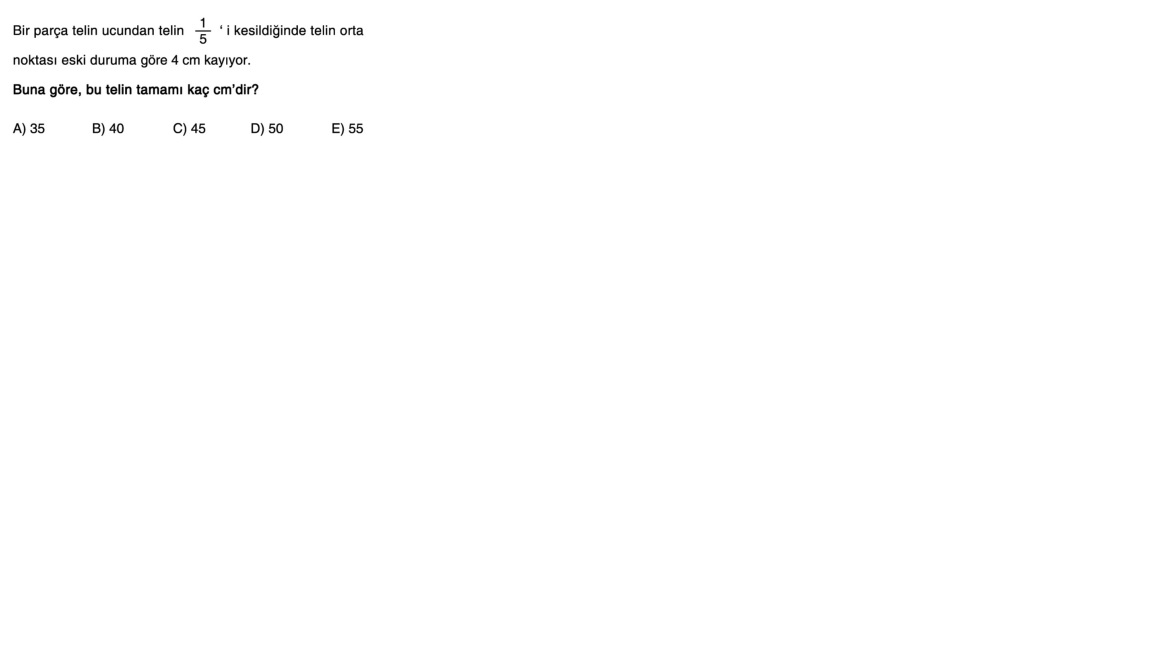 Bir parça telin ucundan telin 1/5 ‘ i kesildiğinde telin orta
noktası eski duruma göre 4 cm kayıyor.
Buna göre, bu telin tamamı kaç cm’dir?
A) 35 B) 40 C) 45 D) 50 E) 55